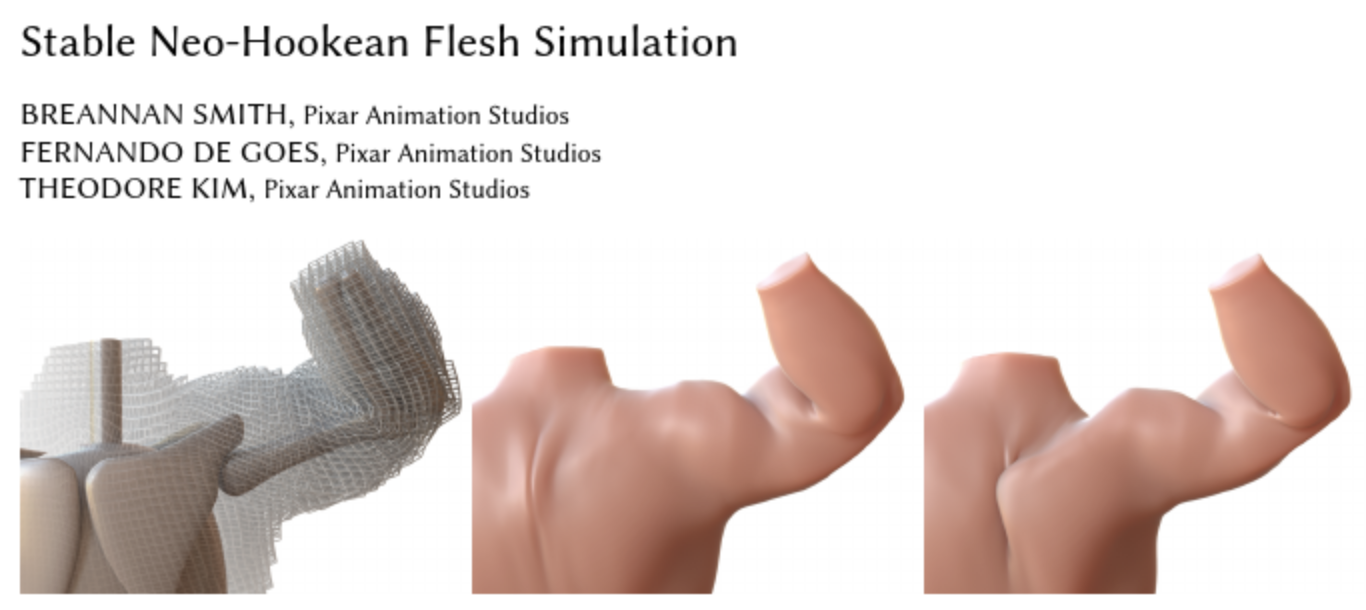 Stable Neo-Hookean Flesh Simulation
BREANNAN SMITH, Pixar Animation Studios
FERNANDO DE GOES, Pixar Animation Studios
THEODORE KIM, Pixar Animation Studios